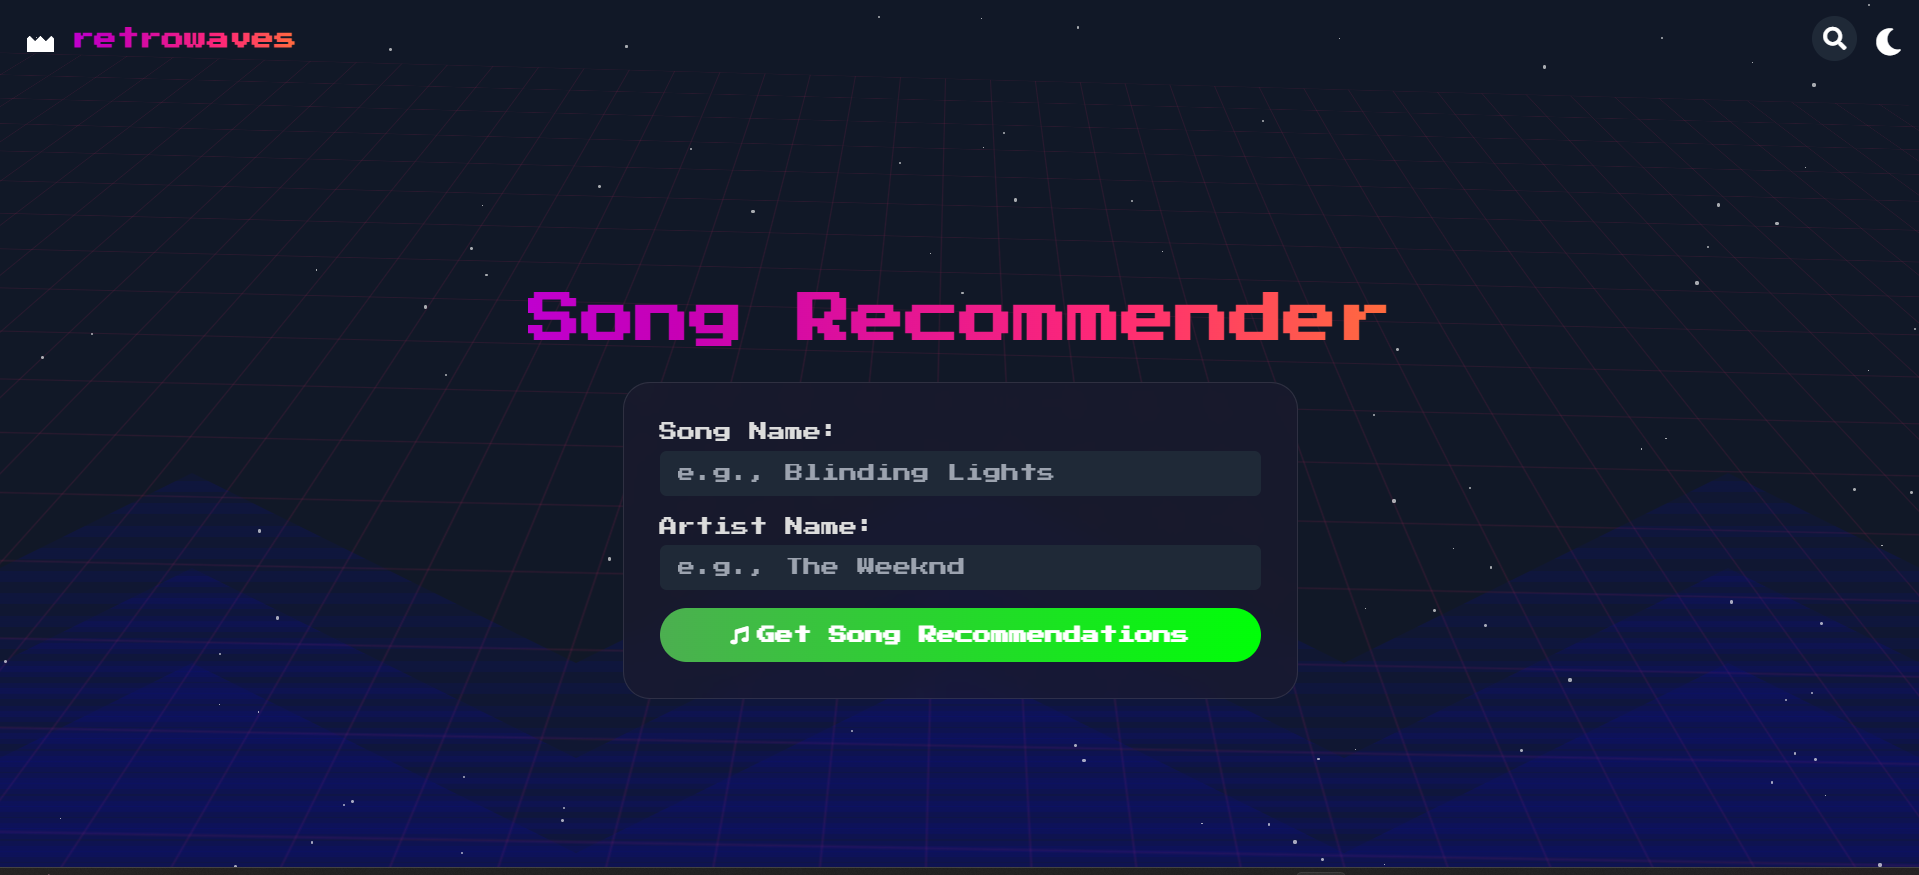 retrowaves
Song Recommender
Song Name:
e.g., Blinding Lights
Artist Name:
e.g., The Weeknd
Get Song Recommendations